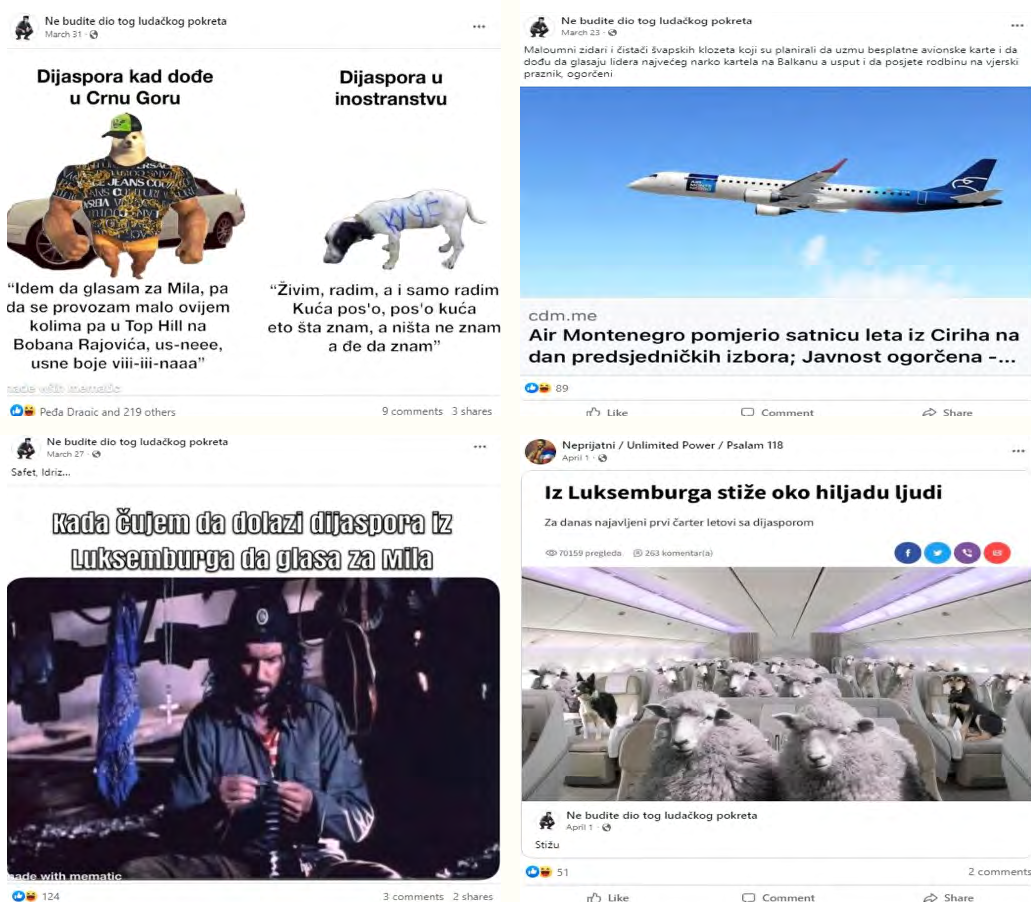 Ne budite dio tog ludačkog pokreta
March 31
Dijaspora kad dođe
u Crnu Goru
Dijaspora u
inostranstvu
JEANS COU
WYE
"Idem da glasam za Mila, pa
da se provozam malo ovijem
kolima pa u Top Hill na
Bobana Rajovića, us-neee,
usne boje viii-iii-naaa"
"Živim, radim, a i samo radim
Kuća pos'o, pos'o kuća
eto šta znam, a ništa ne znam
a đe da znam"
made with mematic
Peđa Dragic and 219 others
9 comments 3 shares
Ne budite dio tog ludačkog pokreta
March 23
Maloumni zidari i čistači švapskih klozeta koji su planirali da uzmu besplatne avionske karte i da
dođu da glasaju lidera najvećeg narko kartela na Balkanu a usput i da posjete rodbinu na vjerski
praznik, ogorčeni
AIR
MONTE
NEGRO
cdm.me
Air Montenegro pomjerio satnicu leta iz Ciriha na
dan predsjedničkih izbora; Javnost ogorčena -...
89
Like Comment Share
Ne budite dio tog ludačkog pokreta
March 27
Safet, Idriz...
Kada čujem da dolazi dijaspora iz
Luksemburga da glasa za Mila
made with mematic
124
3 comments 2 shares
Neprijatni / Unlimited Power / Psalam 118
April 1
Iz Luksemburga stiže oko hiljadu ljudi
Za danas najavljeni prvi čarter letovi sa dijasporom
70159 pregleda 263 komentar(a)
Ne budite dio tog ludačkog pokreta
April 1
Stižu
51
2 comments
Like Comment Share